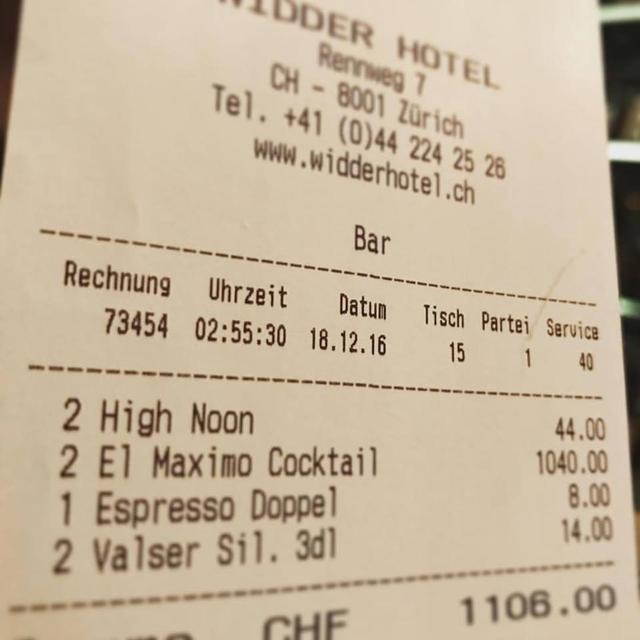 WIDDER HOTEL
Rennweg 7
CH - 8001 Zürich
Tel. +41 (0)44 224 25 26
www.widderhotel.ch
Bar
Rechnung Uhrzeit Datum Tisch Partei Service
73454 02:55:30 18.12.16 15 1 40
2 High Noon 44.00
2 El Maximo Cocktail 1040.00
1 Espresso Doppel 8.00
2 Valser Sil. 3dl 14.00
CHF 1106.00